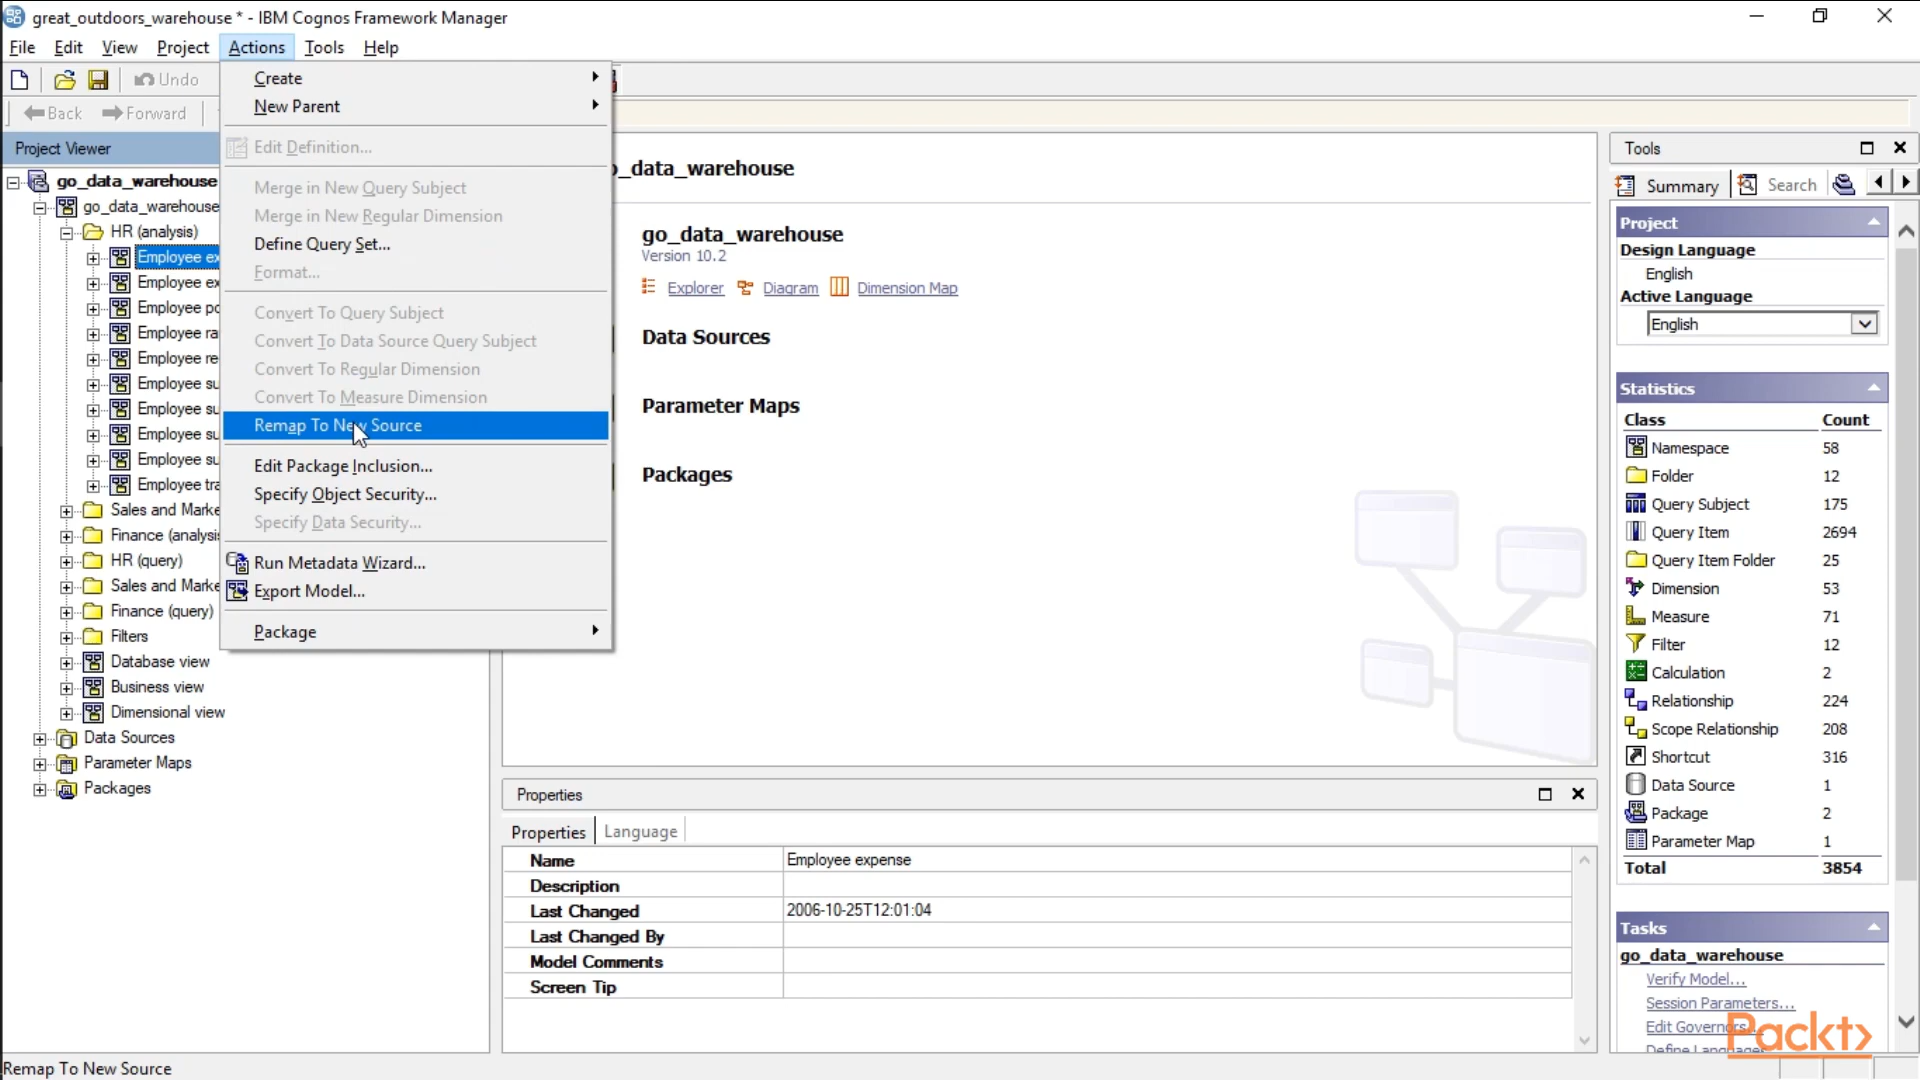 great_outdoors_warehouse * - IBM Cognos Framework Manager
File Edit View Project Actions Tools Help
Undo
Back Forward
Create
New Parent
Edit Definition...
Merge in New Query Subject
Merge in New Regular Dimension
Define Query Set...
Format...
Convert To Query Subject
Convert To Data Source Query Subject
Convert To Regular Dimension
Convert To Measure Dimension
Remap To New Source
Edit Package Inclusion...
Specify Object Security...
Specify Data Security...
Run Metadata Wizard...
Export Model...
Package
Project Viewer
go_data_warehouse
go_data_warehouse
HR (analysis)
Employee ex
Employee ex
Employee po
Employee ra
Employee re
Employee su
Employee su
Employee su
Employee su
Employee tra
Sales and Marke
Finance (analysi
HR (query)
Sales and Marke
Finance (query)
Filters
Database view
Business view
Dimensional view
Data Sources
Parameter Maps
Packages
o_data_warehouse
go_data_warehouse
Version 10.2
Explorer Diagram Dimension Map
Data Sources
Parameter Maps
Packages
Properties
Properties Language
Name Employee expense
Description
Last Changed 2006-10-25T12:01:04
Last Changed By
Model Comments
Screen Tip
Tools
Summary Search
Project
Design Language
English
Active Language
English
Statistics
Class Count
Namespace 58
Folder 12
Query Subject 175
Query Item 2694
Query Item Folder 25
Dimension 53
Measure 71
Filter 12
Calculation 2
Relationship 224
Scope Relationship 208
Shortcut 316
Data Source 1
Package 2
Parameter Map 1
Total 3854
Tasks
go_data_warehouse
Verify Model...
Session Parameters...
Edit Governors...
Define Languages...
Packt>
Remap To New Source